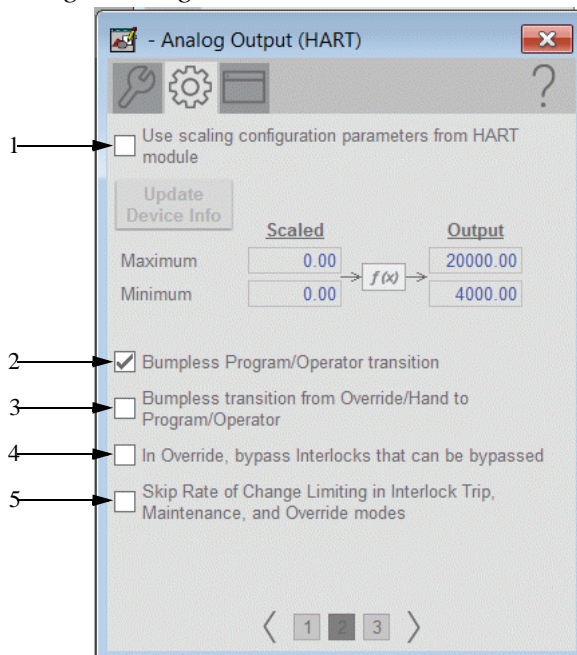 - Analog Output (HART)
?
1
Use scaling configuration parameters from HART
module
Update
Device Info
Scaled
Output
Maximum
0.00
20000.00
f(x)
Minimum
0.00
4000.00
2
Bumpless Program/Operator transition
3
Bumpless transition from Override/Hand to
Program/Operator
4
In Override, bypass Interlocks that can be bypassed
5
Skip Rate of Change Limiting in Interlock Trip,
Maintenance, and Override modes
1 2 3